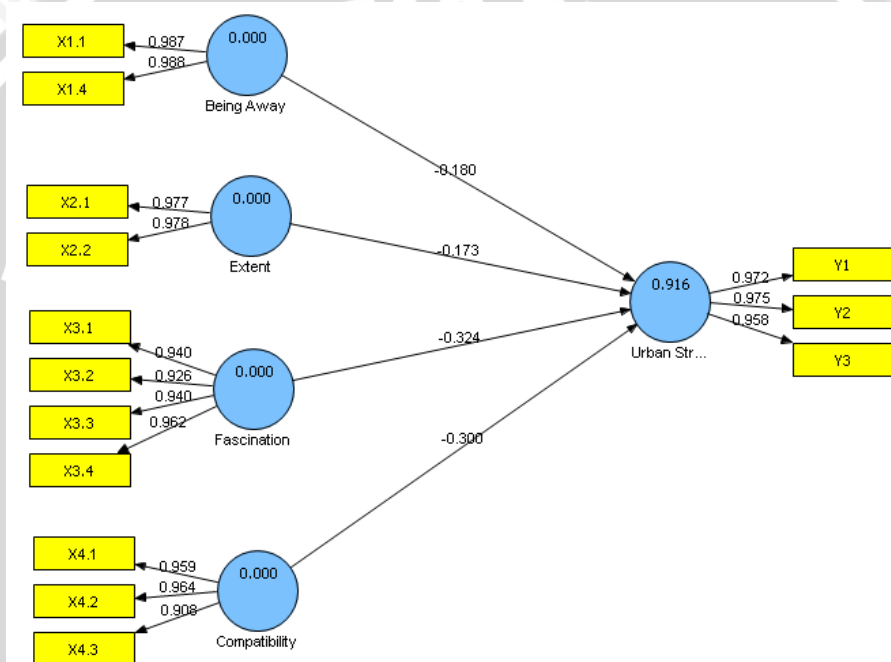 X1.1
0.987
0.988
X1.4
0.000
Being Away
-0.180
X2.1
0.977
0.978
X2.2
0.000
Extent
-0.173
X3.1
0.940
X3.2
0.926
0.940
X3.3
0.962
X3.4
0.000
Fascination
-0.324
X4.1
0.959
X4.2
0.964
0.908
X4.3
0.000
Compatibility
-0.300
0.916
Urban Str...
0.972
Y1
0.975
Y2
0.958
Y3